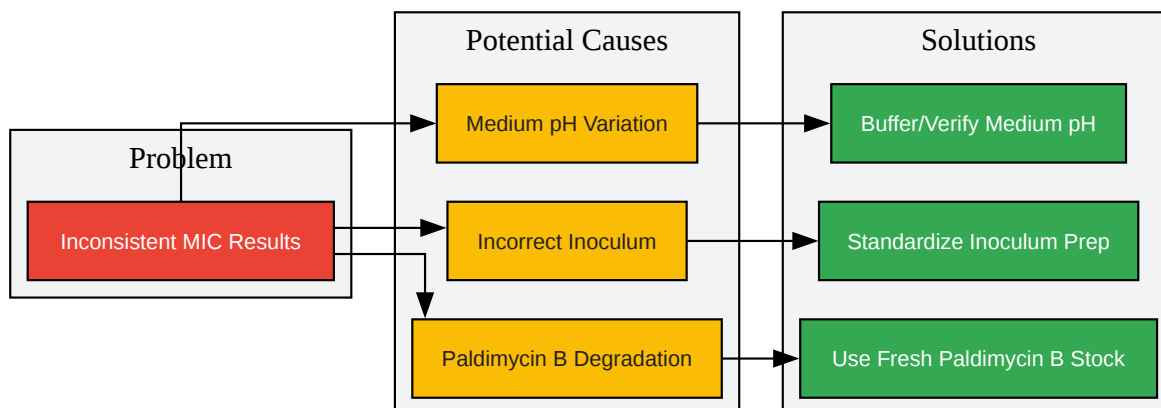 Potential Causes
Solutions
Medium pH Variation
Buffer/Verify Medium pH
Problem
Inconsistent MIC Results
Incorrect Inoculum
Standardize Inoculum Prep
Paldimycin B Degradation
Use Fresh Paldimycin B Stock